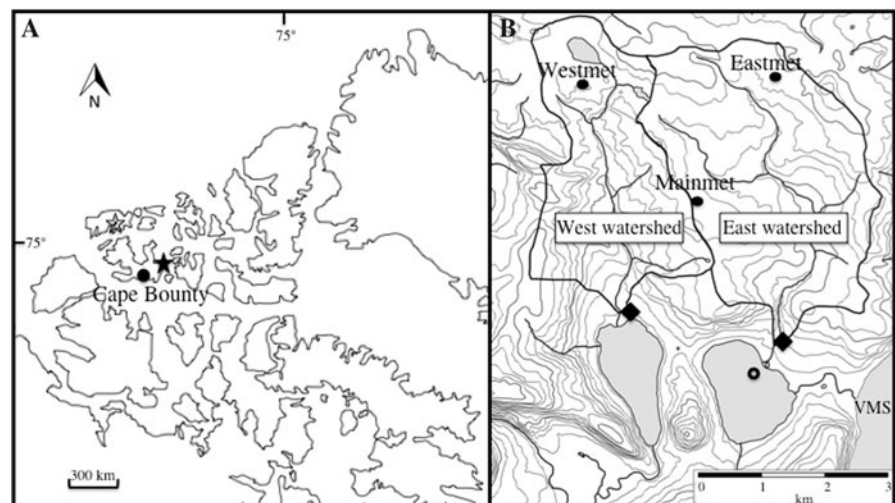 A
75°
N
75°
Cape Bounty
300 km
B
Westmet
Eastmet
Mainmet
West watershed
East watershed
VMS
0 1 2 3
km